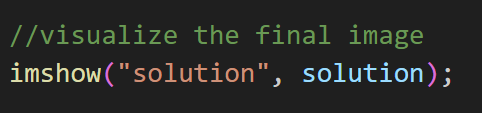 //visualize the final image
imshow("solution", solution);